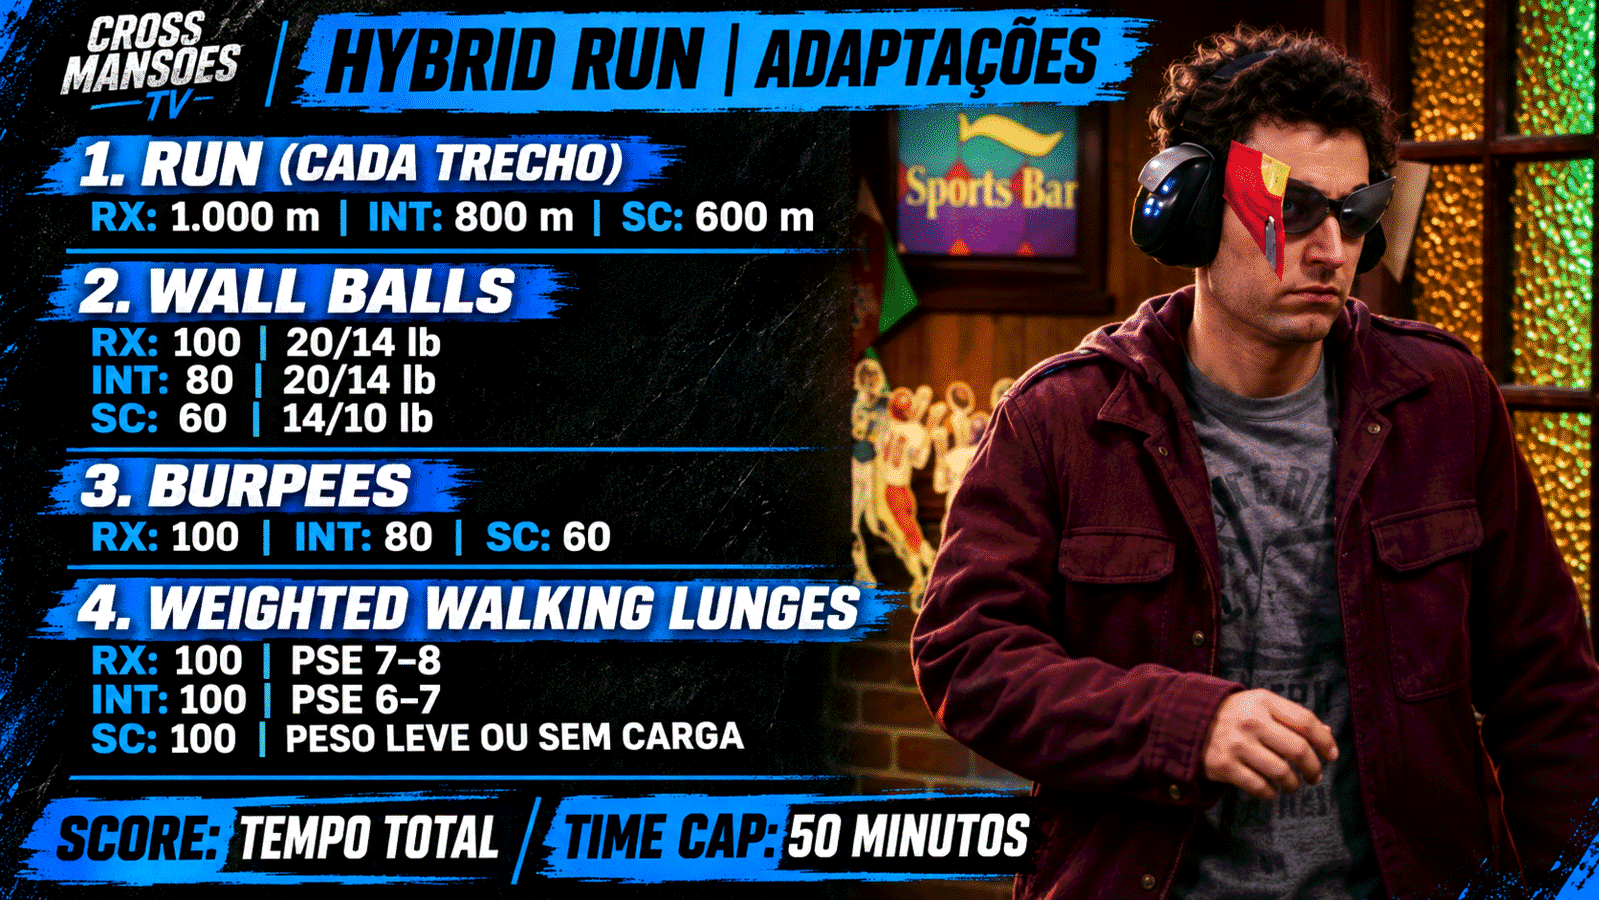 CROSS
MANSÕES
TV
HYBRID RUN | ADAPTAÇÕES
1. RUN (CADA TRECHO)
RX: 1.000 m | INT: 800 m | SC: 600 m
2. WALL BALLS
RX: 100 | 20/14 lb
INT: 80 | 20/14 lb
SC: 60 | 14/10 lb
3. BURPEES
RX: 100 | INT: 80 | SC: 60
4. WEIGHTED WALKING LUNGES
RX: 100 | PSE 7–8
INT: 100 | PSE 6–7
SC: 100 | PESO LEVE OU SEM CARGA
SCORE: TEMPO TOTAL / TIME CAP: 50 MINUTOS
Sports Bar